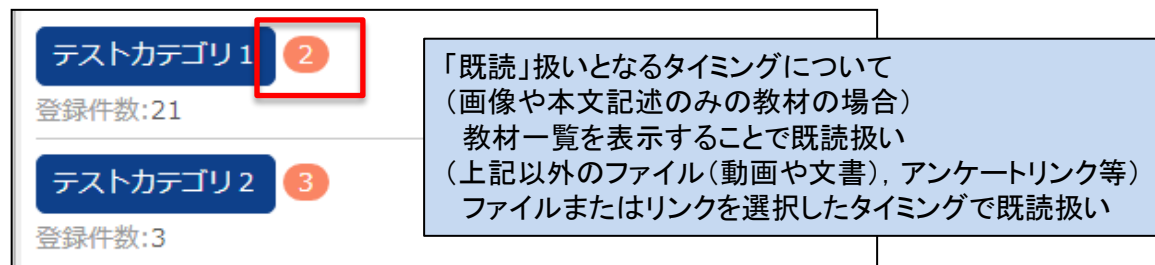 テストカテゴリ1 2
登録件数:21
テストカテゴリ2 3
登録件数:3
「既読」扱いとなるタイミングについて
（画像や本文記述のみの教材の場合）
教材一覧を表示することで既読扱い
（上記以外のファイル（動画や文書），アンケートリンク等）
ファイルまたはリンクを選択したタイミングで既読扱い